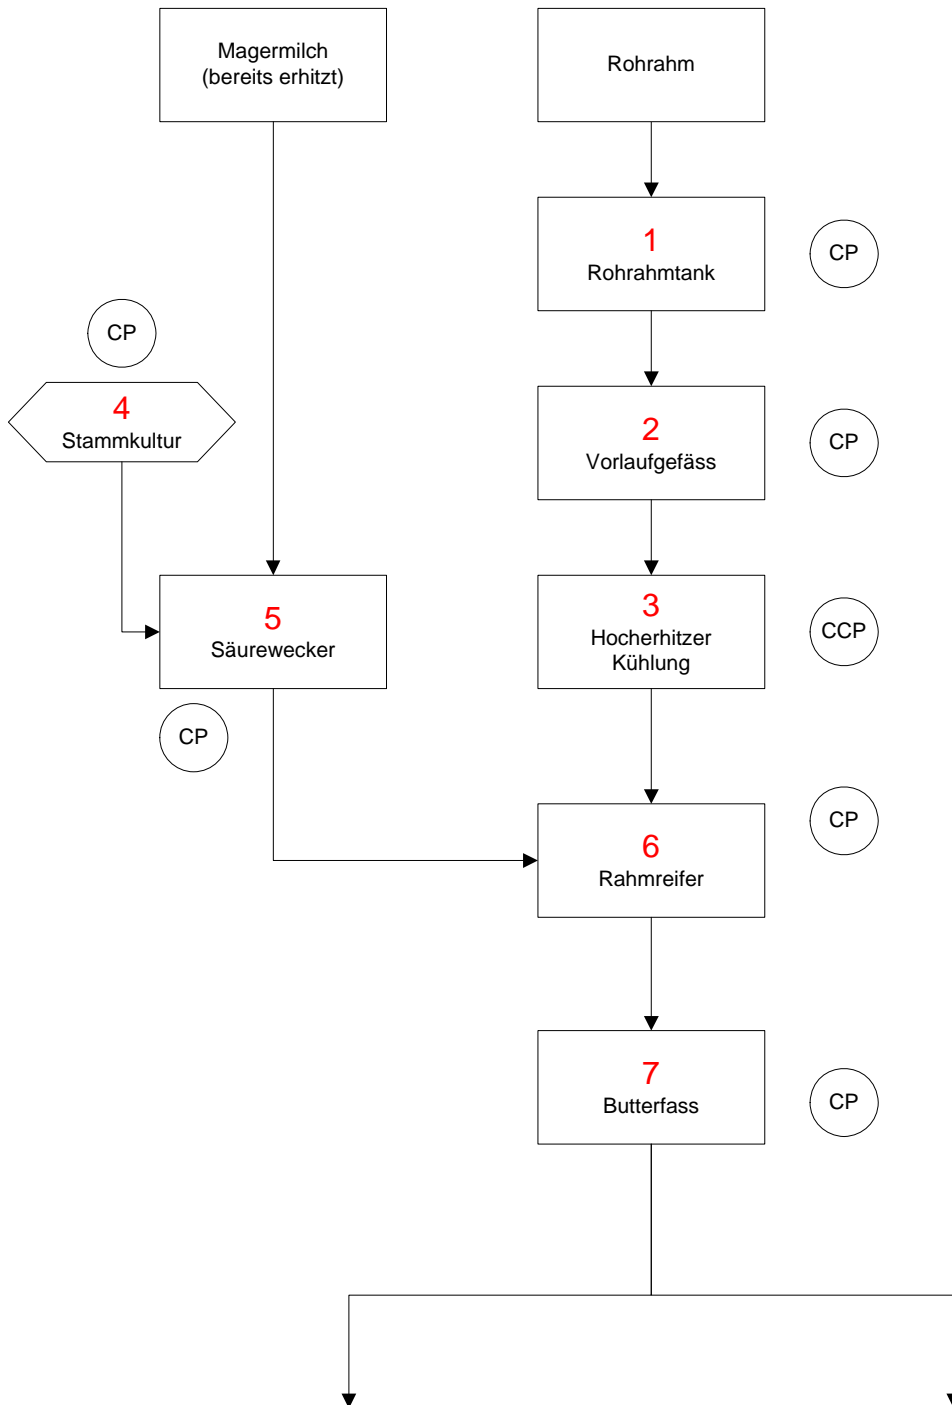 Magermilch
(bereits erhitzt)
Rohrahm
1
Rohrahmtank
CP
CP
4
Stammkultur
2
Vorlaufgefäss
CP
5
Säurewecker
3
Hocherhitzer
Kühlung
CCP
CP
6
Rahmreifer
CP
7
Butterfass
CP